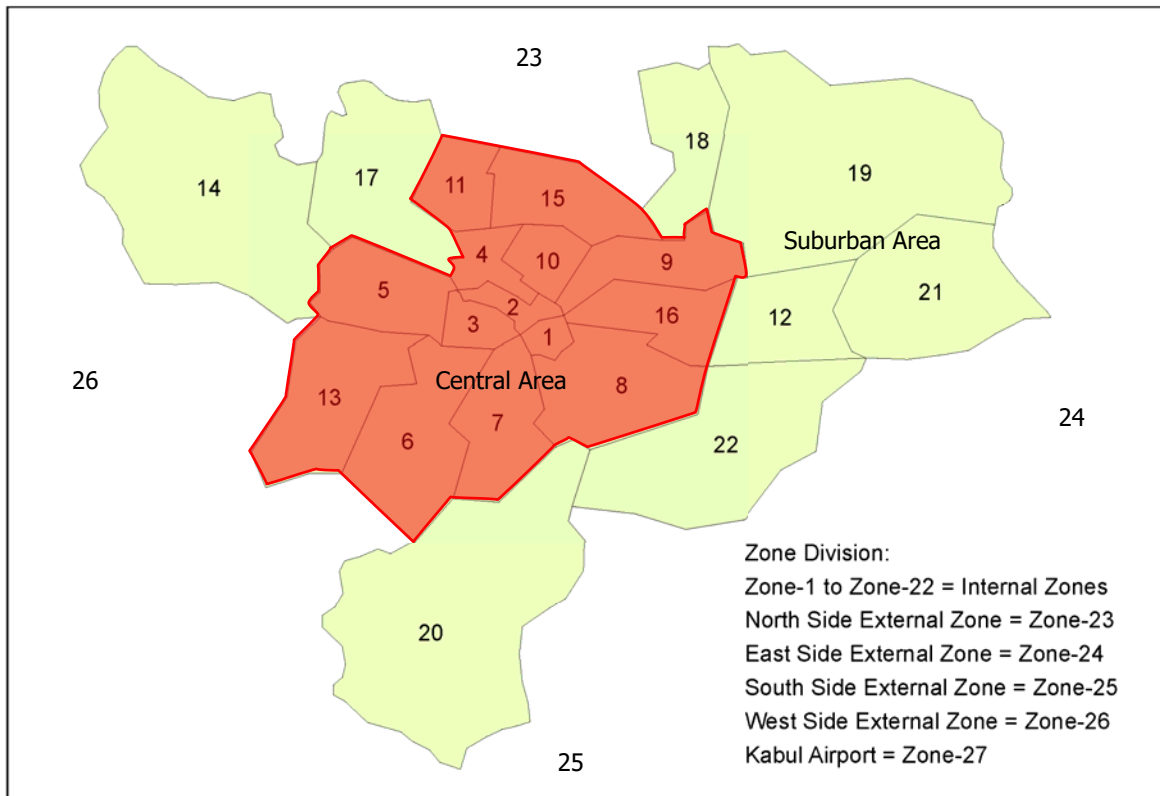 23
18
19
14
17
11
15
Suburban Area
4
10
9
5
21
2
16
12
3
1
26
Central Area
13
8
7
24
6
22
20
25
Zone Division:
Zone-1 to Zone-22 = Internal Zones
North Side External Zone = Zone-23
East Side External Zone = Zone-24
South Side External Zone = Zone-25
West Side External Zone = Zone-26
Kabul Airport = Zone-27